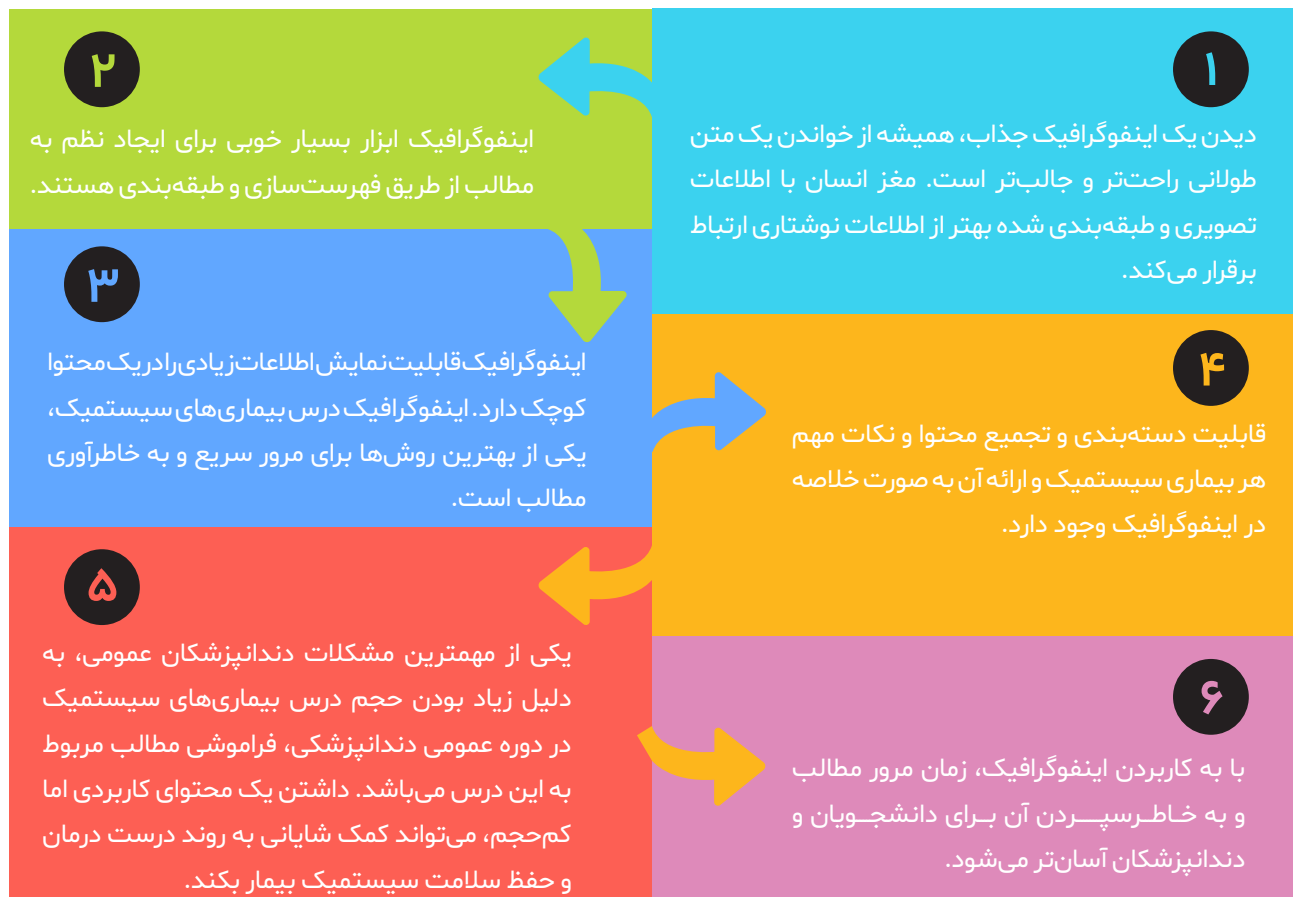 ۱
دیدن یک اینفوگرافیک جذاب، همیشه از خواندن یک متن
طولانی راحت‌تر و جالب‌تر است. مغز انسان با اطلاعات
تصویری و طبقه‌بندی شده بهتر از اطلاعات نوشتاری ارتباط
برقرار می‌کند.
۲
اینفوگرافیک ابزار بسیار خوبی برای ایجاد نظم به
مطالب از طریق فهرست‌سازی و طبقه‌بندی هستند.
۳
اینفوگرافیک قابلیت نمایش اطلاعات زیادی را در یک محتوا
کوچک دارد. اینفوگرافیک درس بیماری‌های سیستمیک،
یکی از بهترین روش‌ها برای مرور سریع و به خاطرآوری
مطالب است.
۴
قابلیت دسته‌بندی و تجمیع محتوا و نکات مهم
هر بیماری سیستمیک و ارائه آن به صورت خلاصه
در اینفوگرافیک وجود دارد.
۵
یکی از مهمترین مشکلات دندانپزشکان عمومی، به
دلیل زیاد بودن حجم درس بیماری‌های سیستمیک
در دوره عمومی دندانپزشکی، فراموشی مطالب مربوط
به این درس می‌باشد. داشتن یک محتوای کاربردی اما
کم‌حجم، می‌تواند کمک شایانی به روند درست درمان
و حفظ سلامت سیستمیک بیمار بکند.
۶
با به کاربردن اینفوگرافیک، زمان مرور مطالب
و به خـاطـرسپـــردن آن بــرای دانشجــویان و
دندانپزشکان آسان‌تر می‌شود.